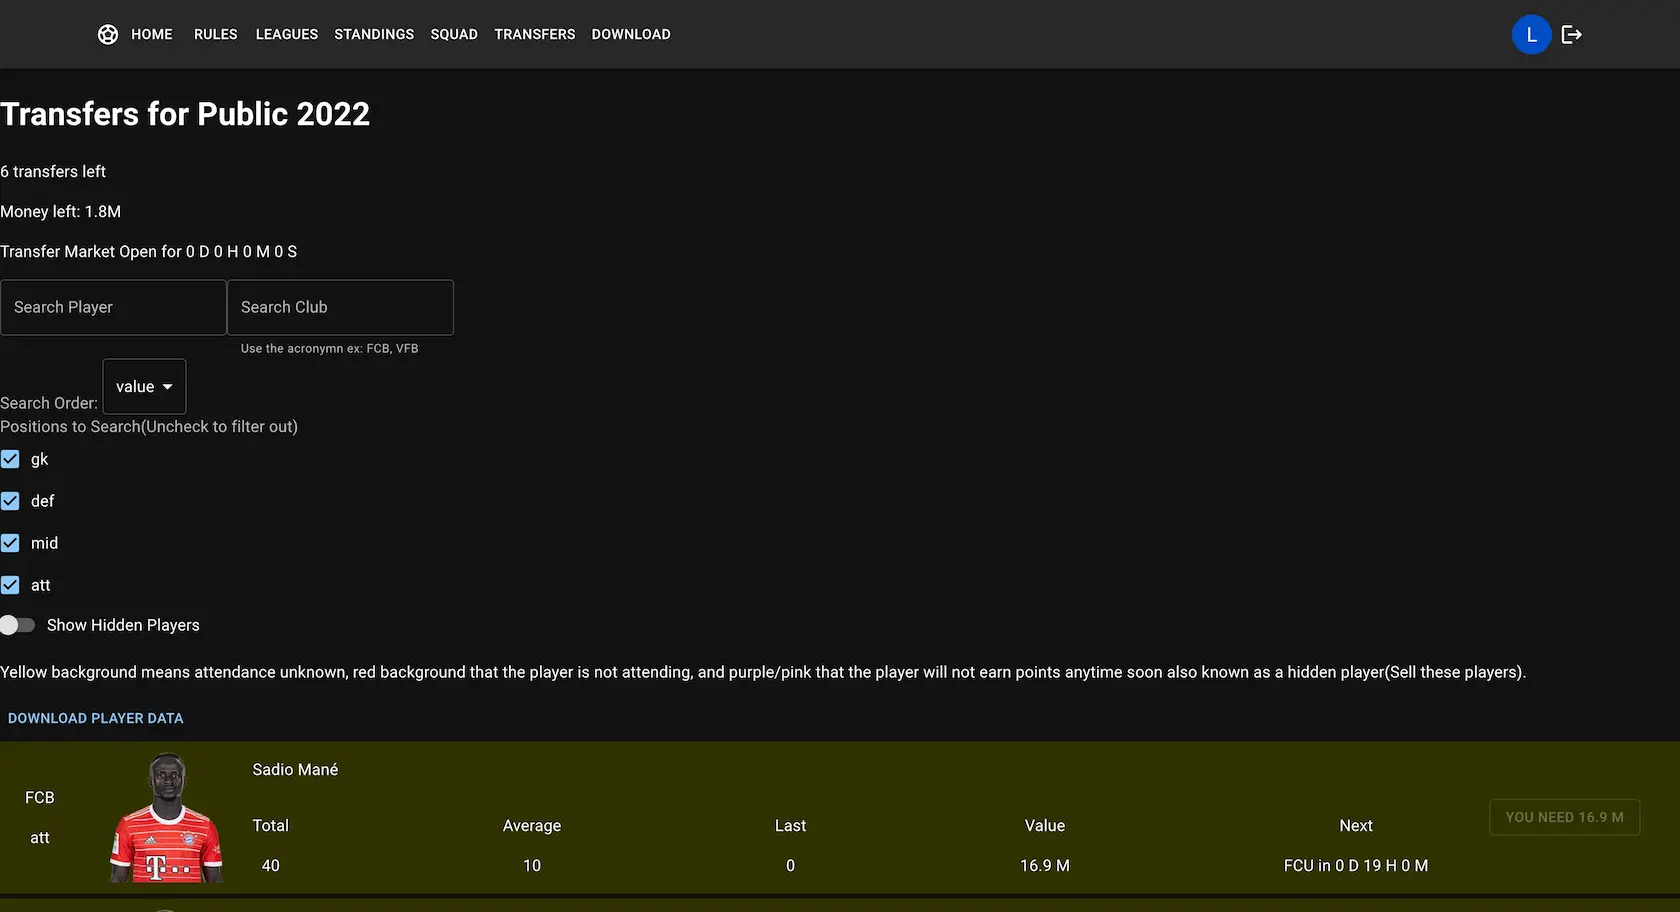 HOME RULES LEAGUES STANDINGS SQUAD TRANSFERS DOWNLOAD L
Transfers for Public 2022
6 transfers left
Money left: 1.8M
Transfer Market Open for 0 D 0 H 0 M 0 S
Search Player Search Club
Use the acronymn ex: FCB, VFB
Search Order: value
Positions to Search(Uncheck to filter out)
gk
def
mid
att
Show Hidden Players
Yellow background means attendance unknown, red background that the player is not attending, and purple/pink that the player will not earn points anytime soon also known as a hidden player(Sell these players).
DOWNLOAD PLAYER DATA
Sadio Mané
FCB
att
Total Average Last Value Next
40 10 0 16.9 M FCU in 0 D 19 H 0 M
YOU NEED 16.9 M